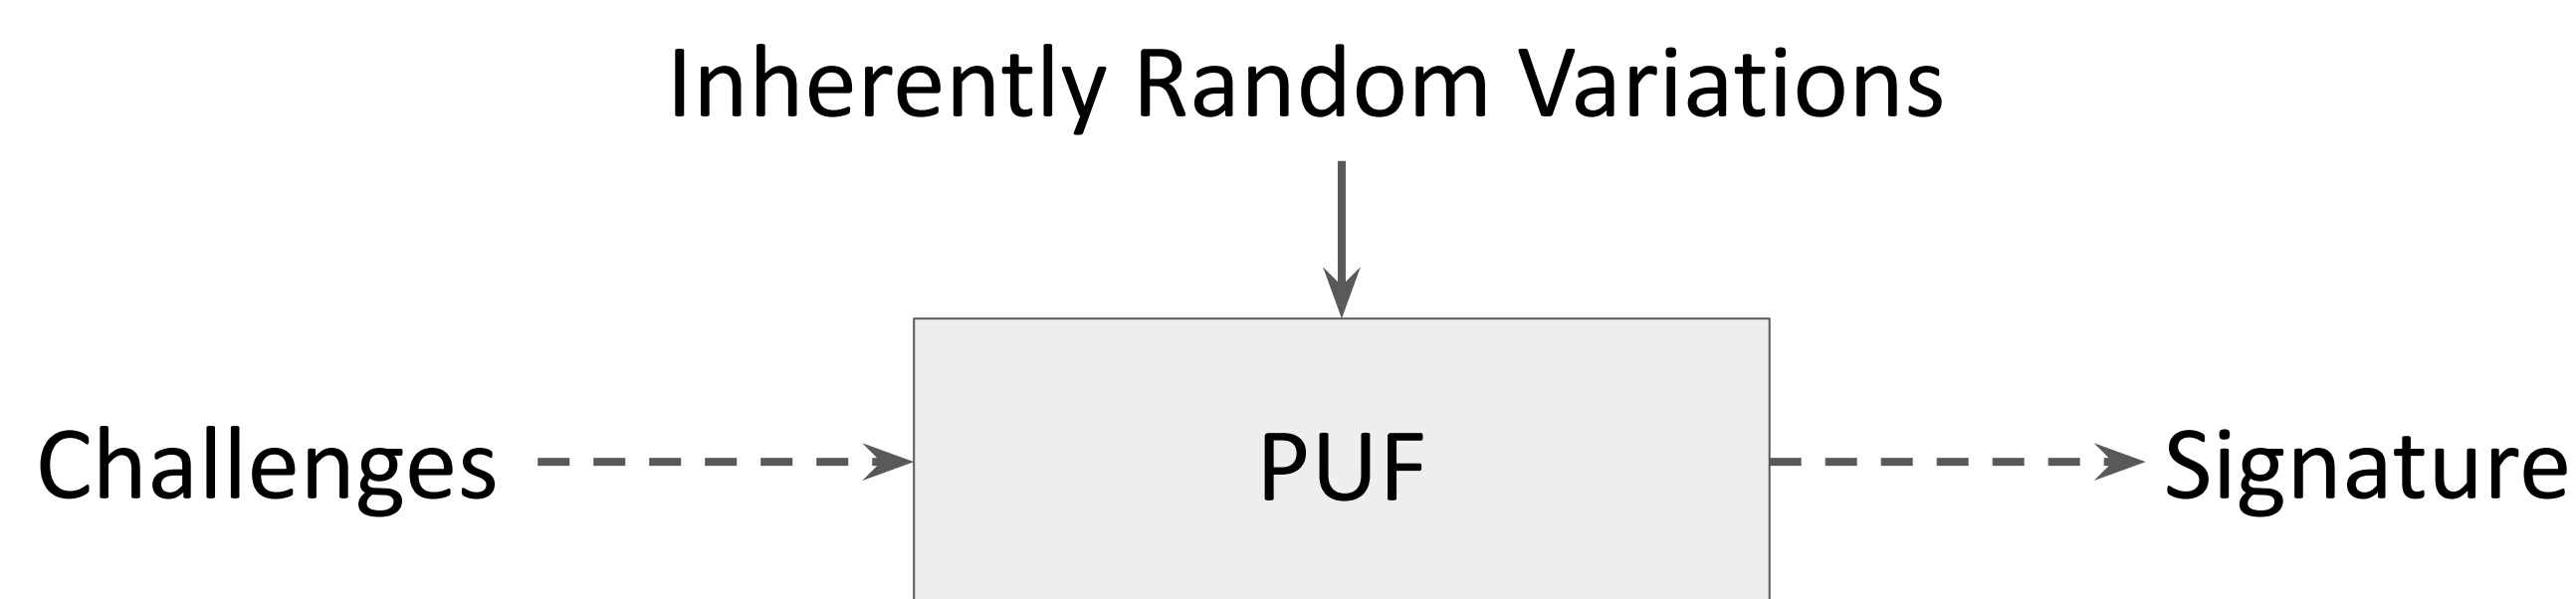 Inherently Random Variations
Challenges
PUF
Signature